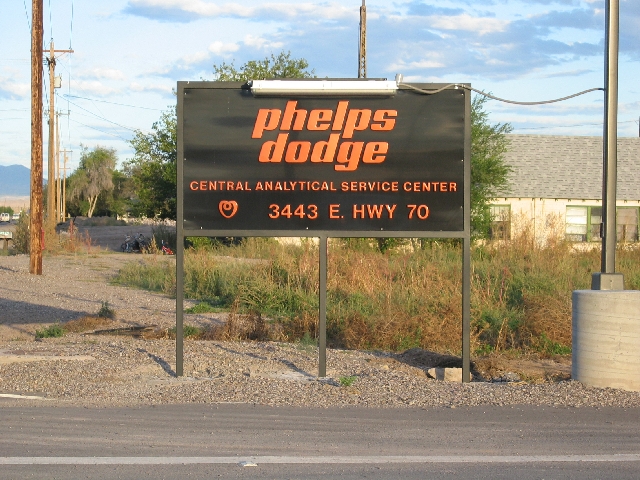 phelps
dodge
CENTRAL ANALYTICAL SERVICE CENTER
3443 E. HWY 70